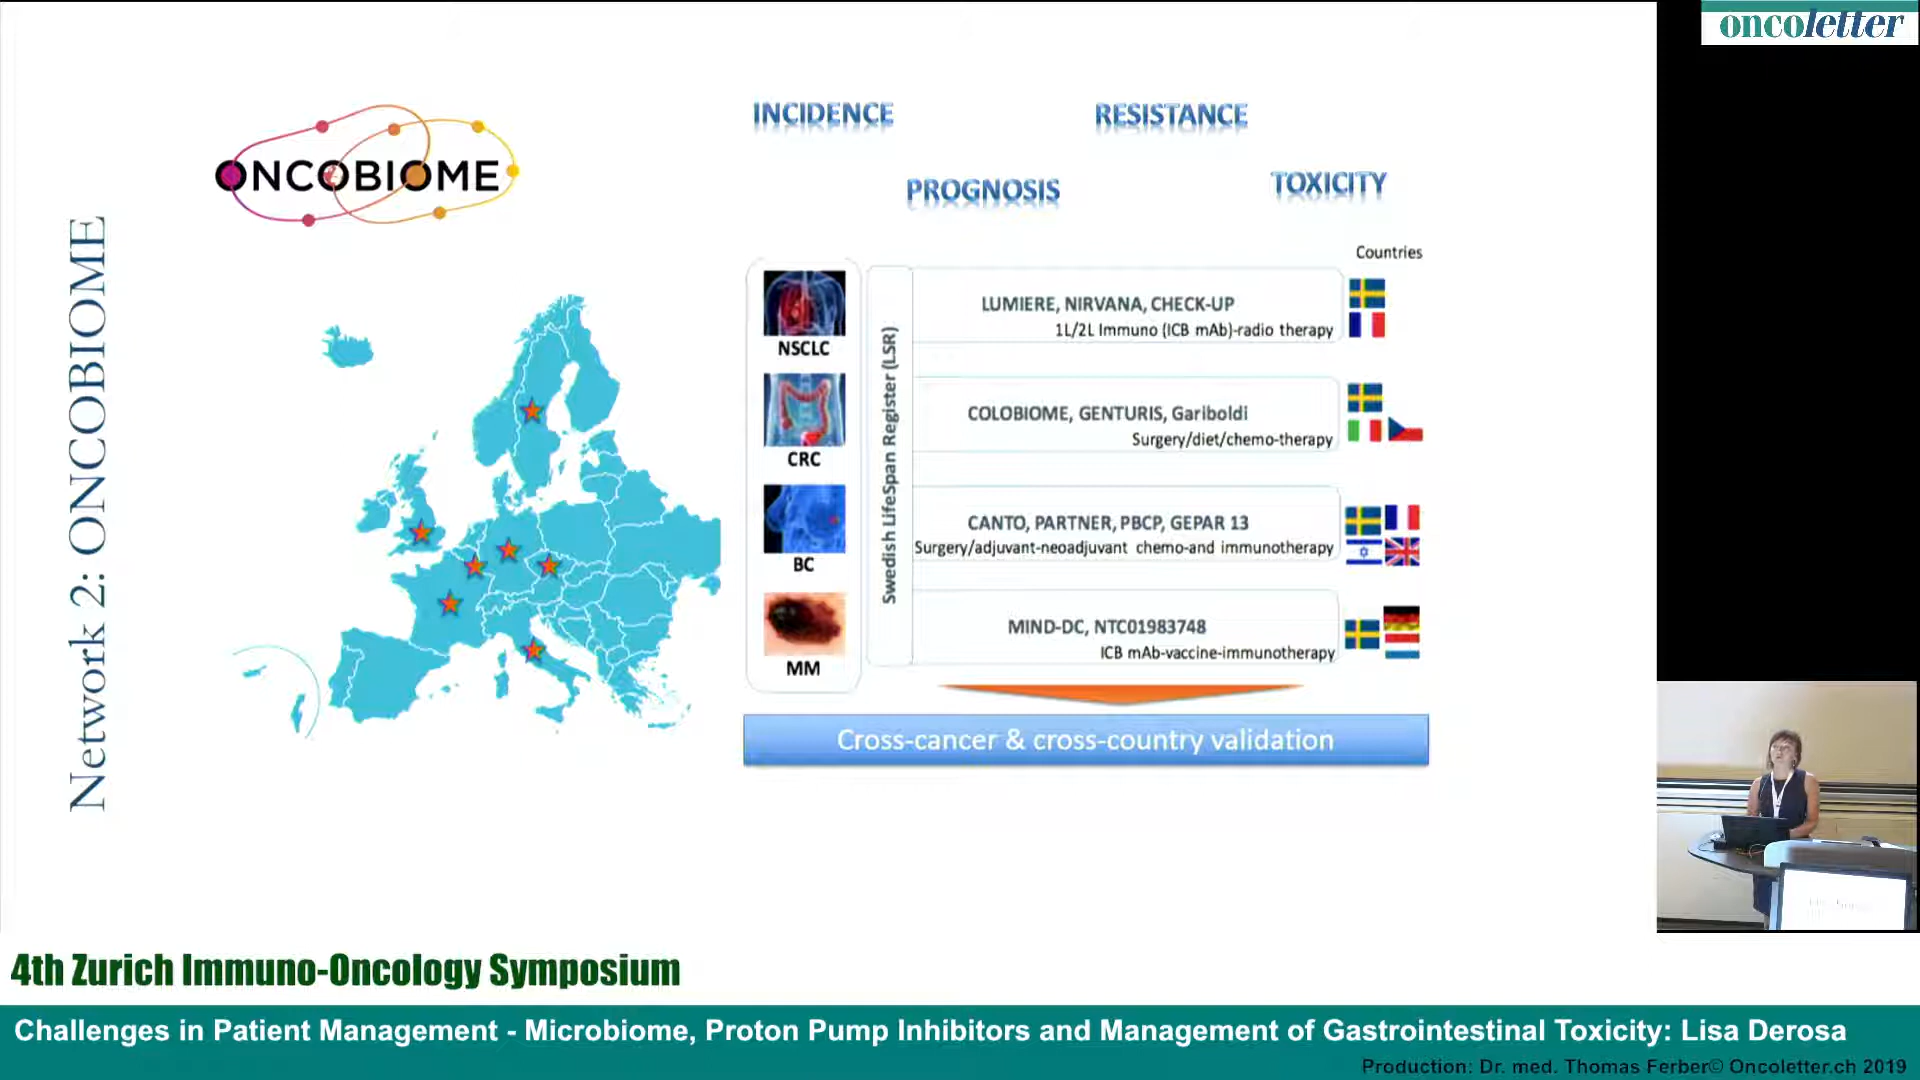 oncoletter
Network 2: ONCOBIOME
ONCOBIOME
INCIDENCE
RESISTANCE
PROGNOSIS
TOXICITY
Countries
NSCLC
CRC
BC
MM
Swedish LifeSpan Register (LSR)
LUMIERE, NIRVANA, CHECK-UP
1L/2L Immuno (ICB mAb)-radio therapy
COLOBIOME, GENTURIS, Gariboldi
Surgery/diet/chemo-therapy
CANTO, PARTNER, PBCP, GEPAR 13
Surgery/adjuvant-neoadjuvant chemo-and immunotherapy
MIND-DC, NTC01983748
ICB mAb-vaccine-immunotherapy
Cross-cancer & cross-country validation
4th Zurich Immuno-Oncology Symposium
Challenges in Patient Management - Microbiome, Proton Pump Inhibitors and Management of Gastrointestinal Toxicity: Lisa Derosa
Production: Dr. med. Thomas Ferber© Oncoletter.ch 2019